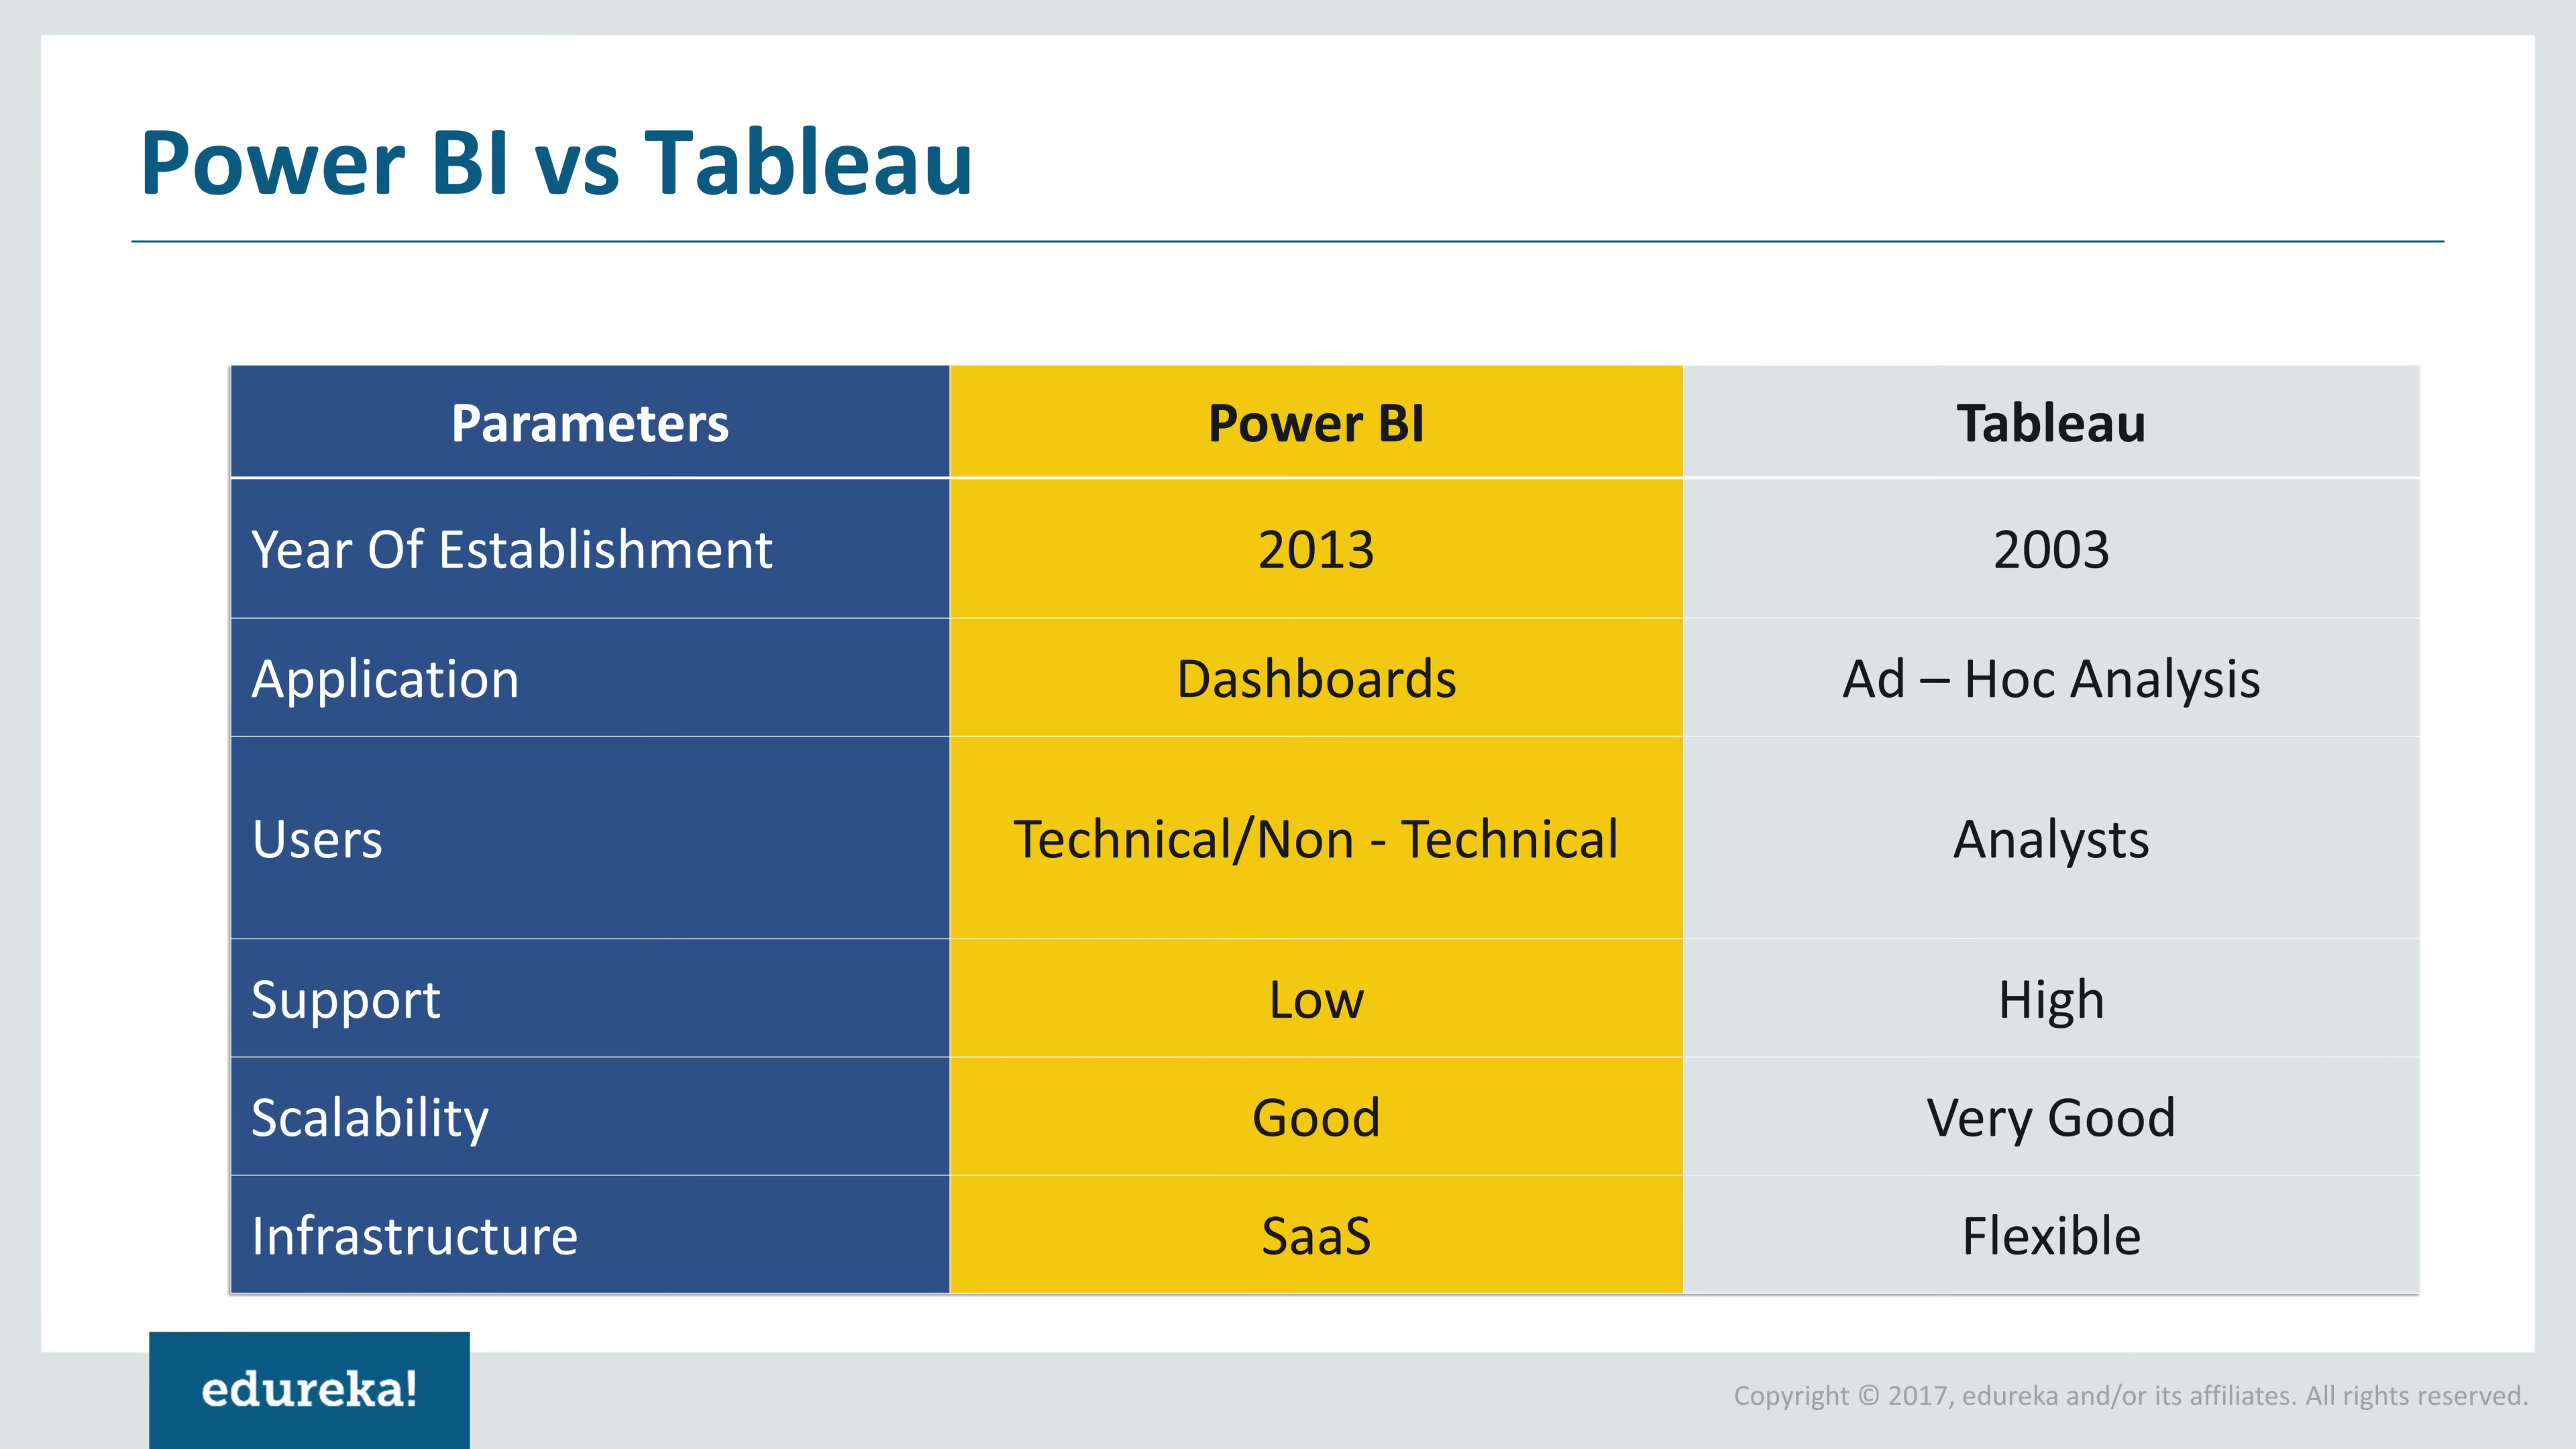 Power BI vs Tableau
Parameters Power BI Tableau
Year Of Establishment 2013 2003
Application Dashboards Ad – Hoc Analysis
Users Technical/Non - Technical Analysts
Support Low High
Scalability Good Very Good
Infrastructure SaaS Flexible
edureka!
Copyright © 2017, edureka and/or its affiliates. All rights reserved.